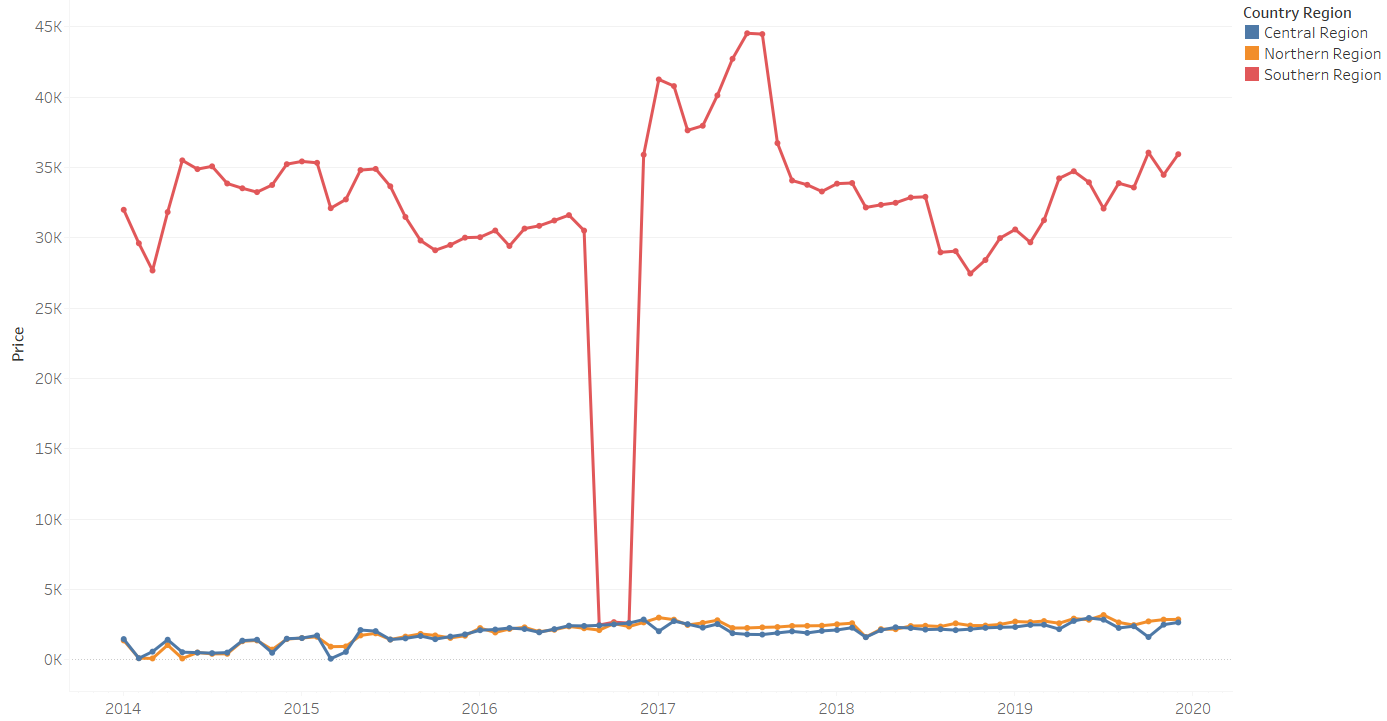 Country Region
Central Region
Northern Region
Southern Region
45K
40K
35K
30K
25K
20K
15K
10K
5K
0K
Price
2014 2015 2016 2017 2018 2019 2020